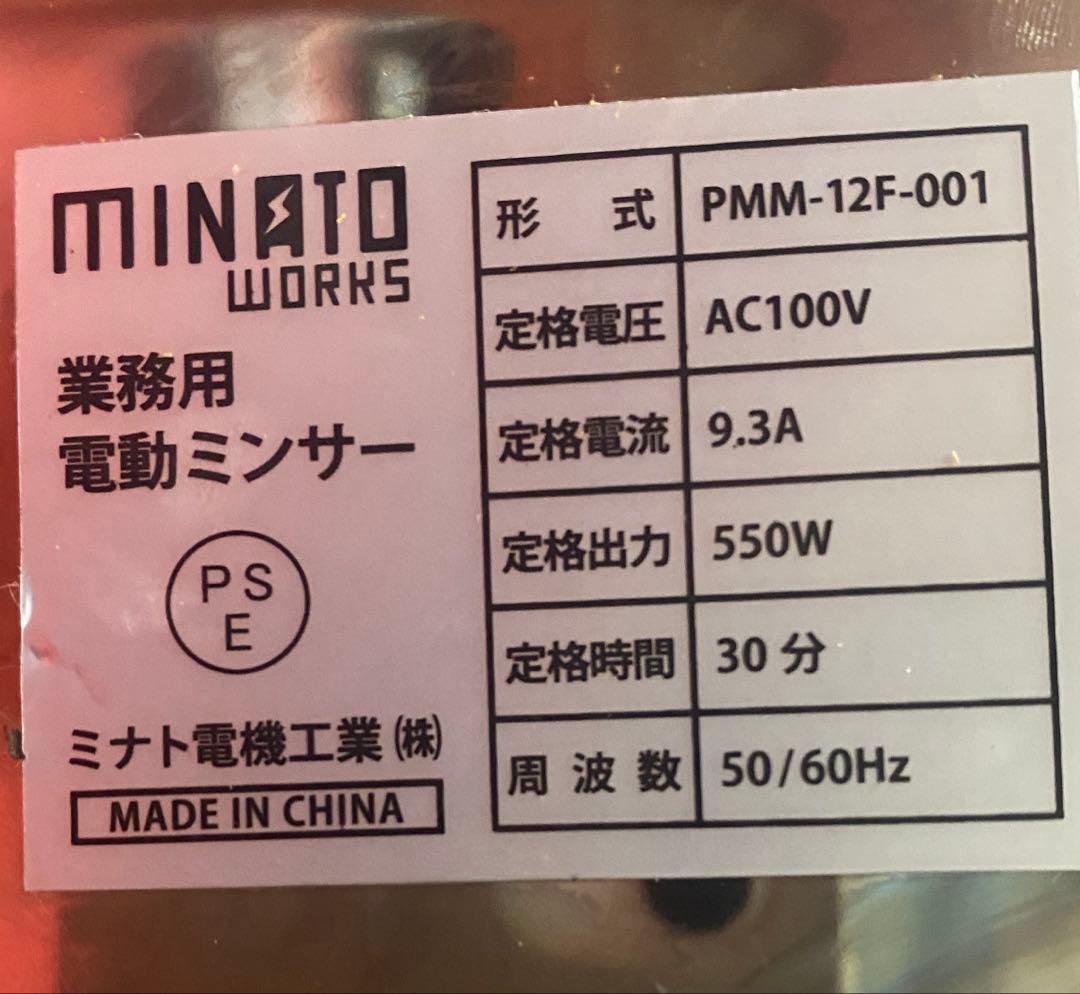 MINATO
WORKS
業務用
電動ミンサー
PS
E
ミナト電機工業(株)
MADE IN CHINA
形 式 PMM-12F-001
定格電圧 AC100V
定格電流 9.3A
定格出力 550W
定格時間 30分
周波数 50/60Hz